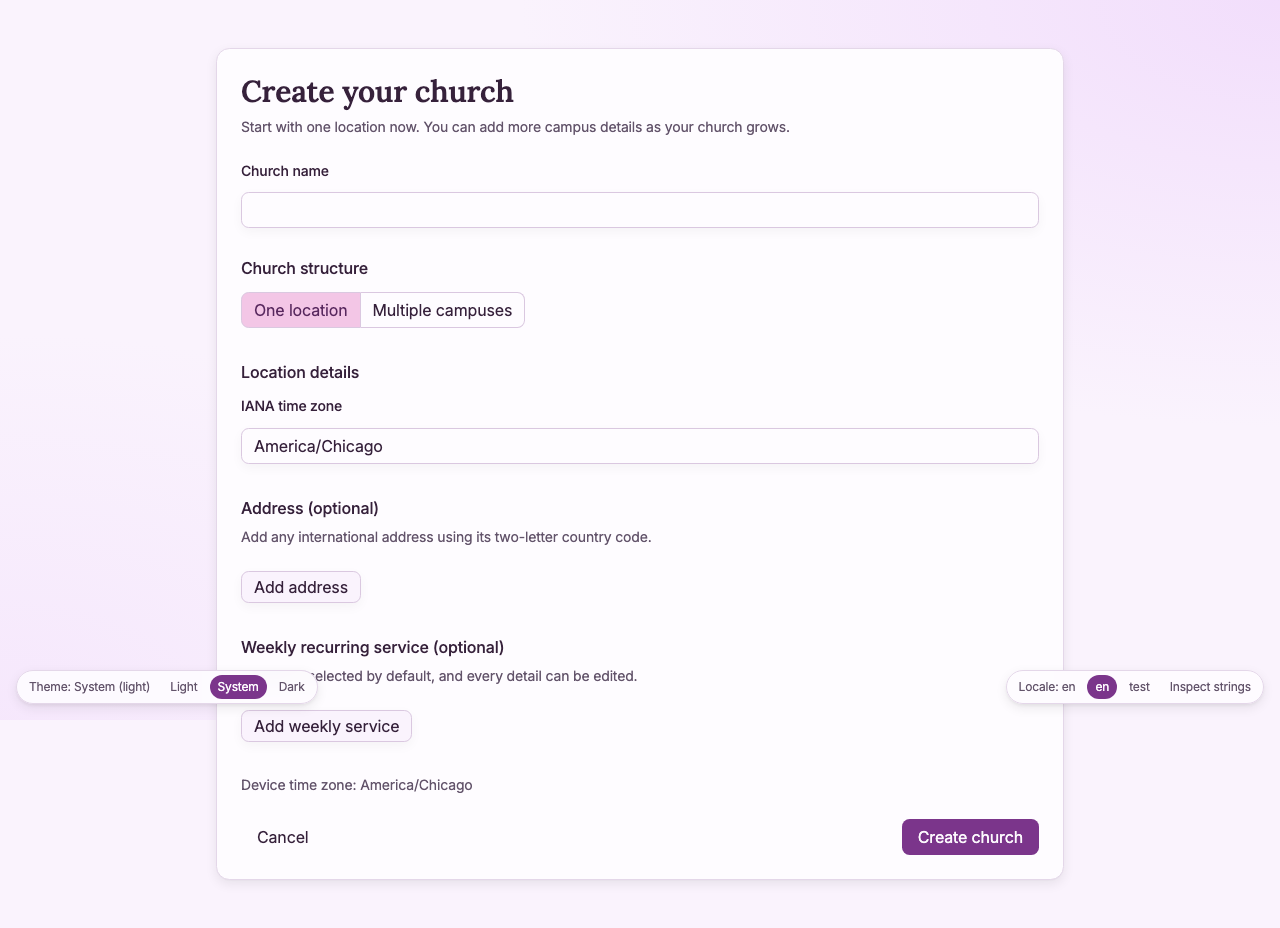 Create your church
Start with one location now. You can add more campus details as your church grows.
Church name
Church structure
One location
Multiple campuses
Location details
IANA time zone
America/Chicago
Address (optional)
Add any international address using its two-letter country code.
Add address
Weekly recurring service (optional)
selected by default, and every detail can be edited.
Theme: System (light) Light System Dark
Locale: en en test Inspect strings
Add weekly service
Device time zone: America/Chicago
Cancel
Create church